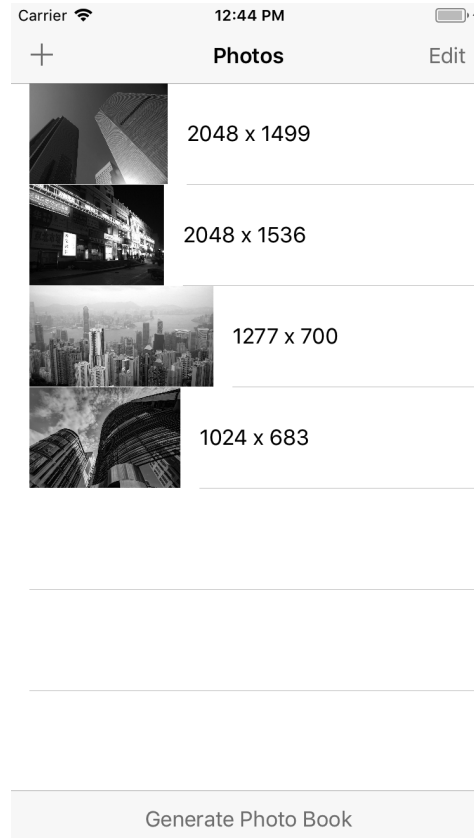 Carrier 12:44 PM
Photos Edit
2048 x 1499
2048 x 1536
1277 x 700
1024 x 683
Generate Photo Book